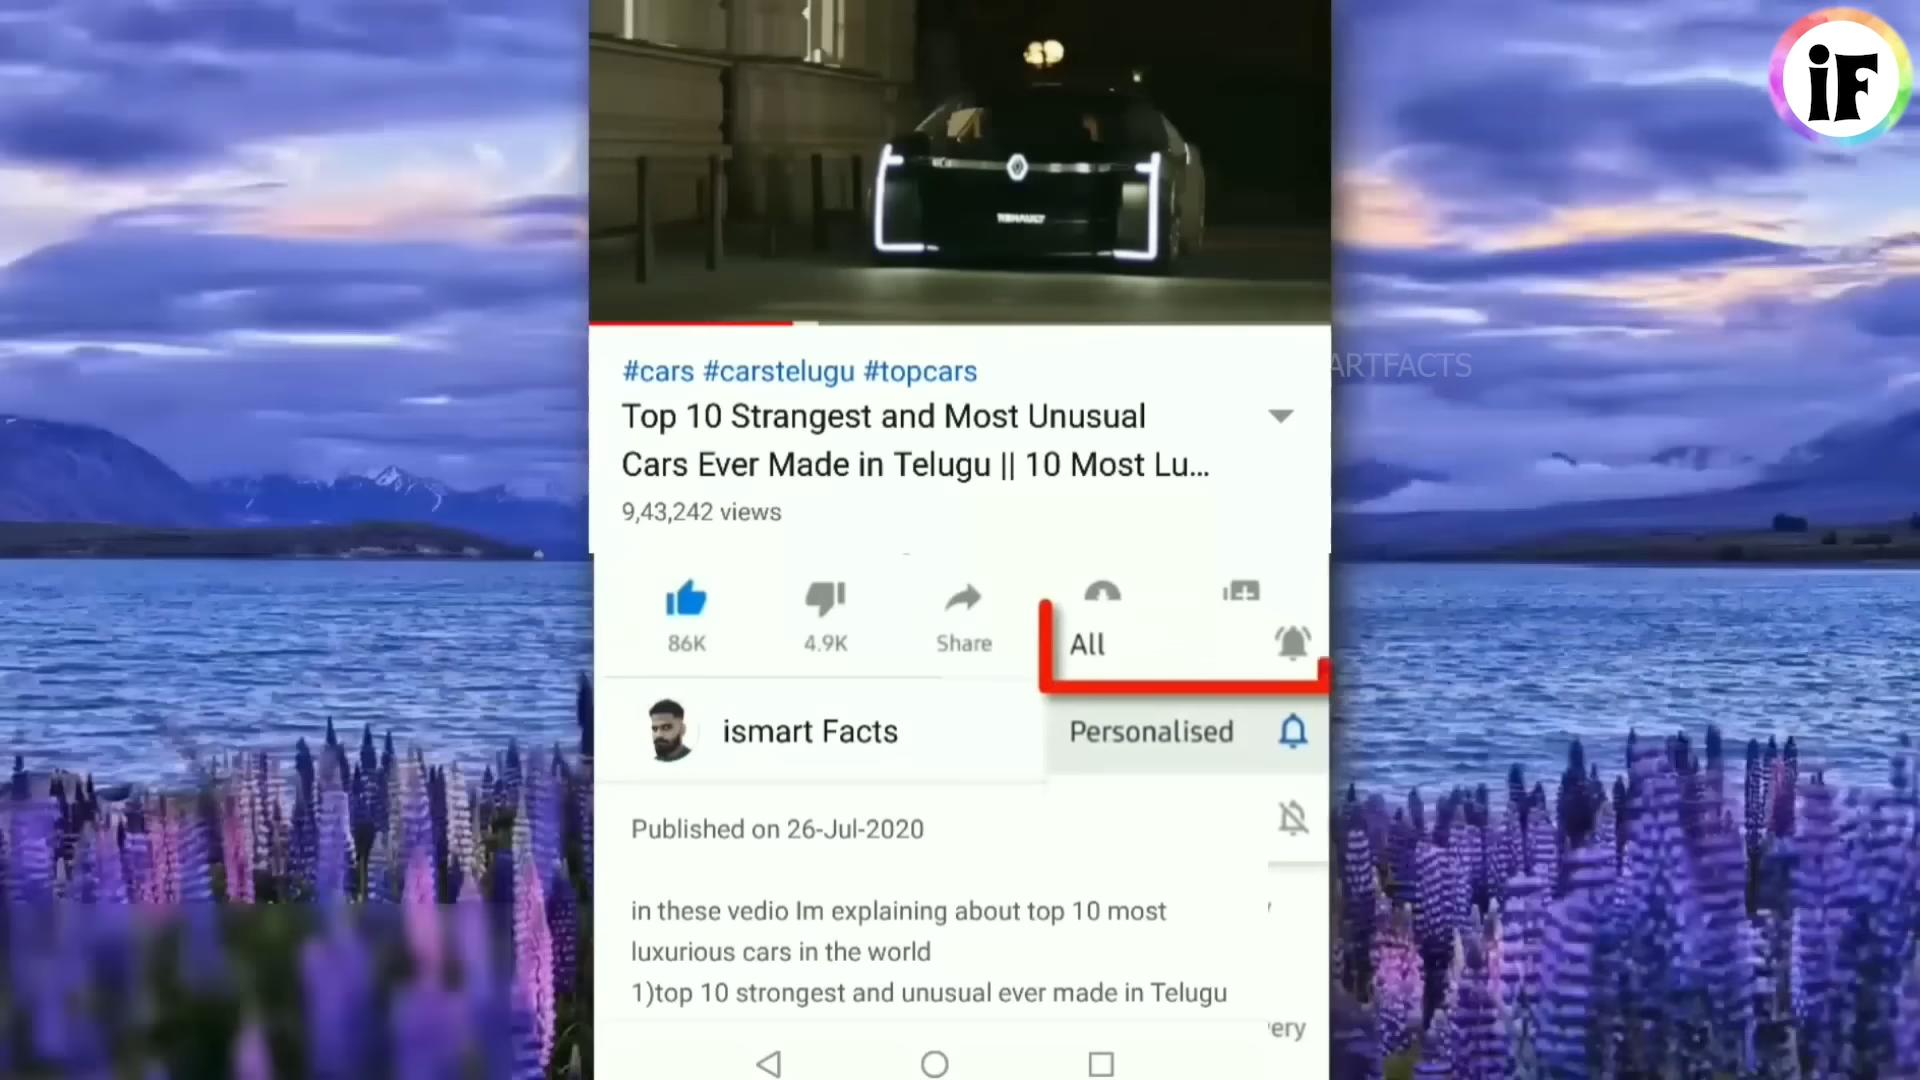 iF
RENAULT
#cars #carstelugu #topcars
ARTFACTS
Top 10 Strangest and Most Unusual
Cars Ever Made in Telugu || 10 Most Lu...
9,43,242 views
86K
4.9K
Share
All
ismart Facts
Personalised
Published on 26-Jul-2020
in these vedio Im explaining about top 10 most
luxurious cars in the world
1)top 10 strongest and unusual ever made in Telugu
ery